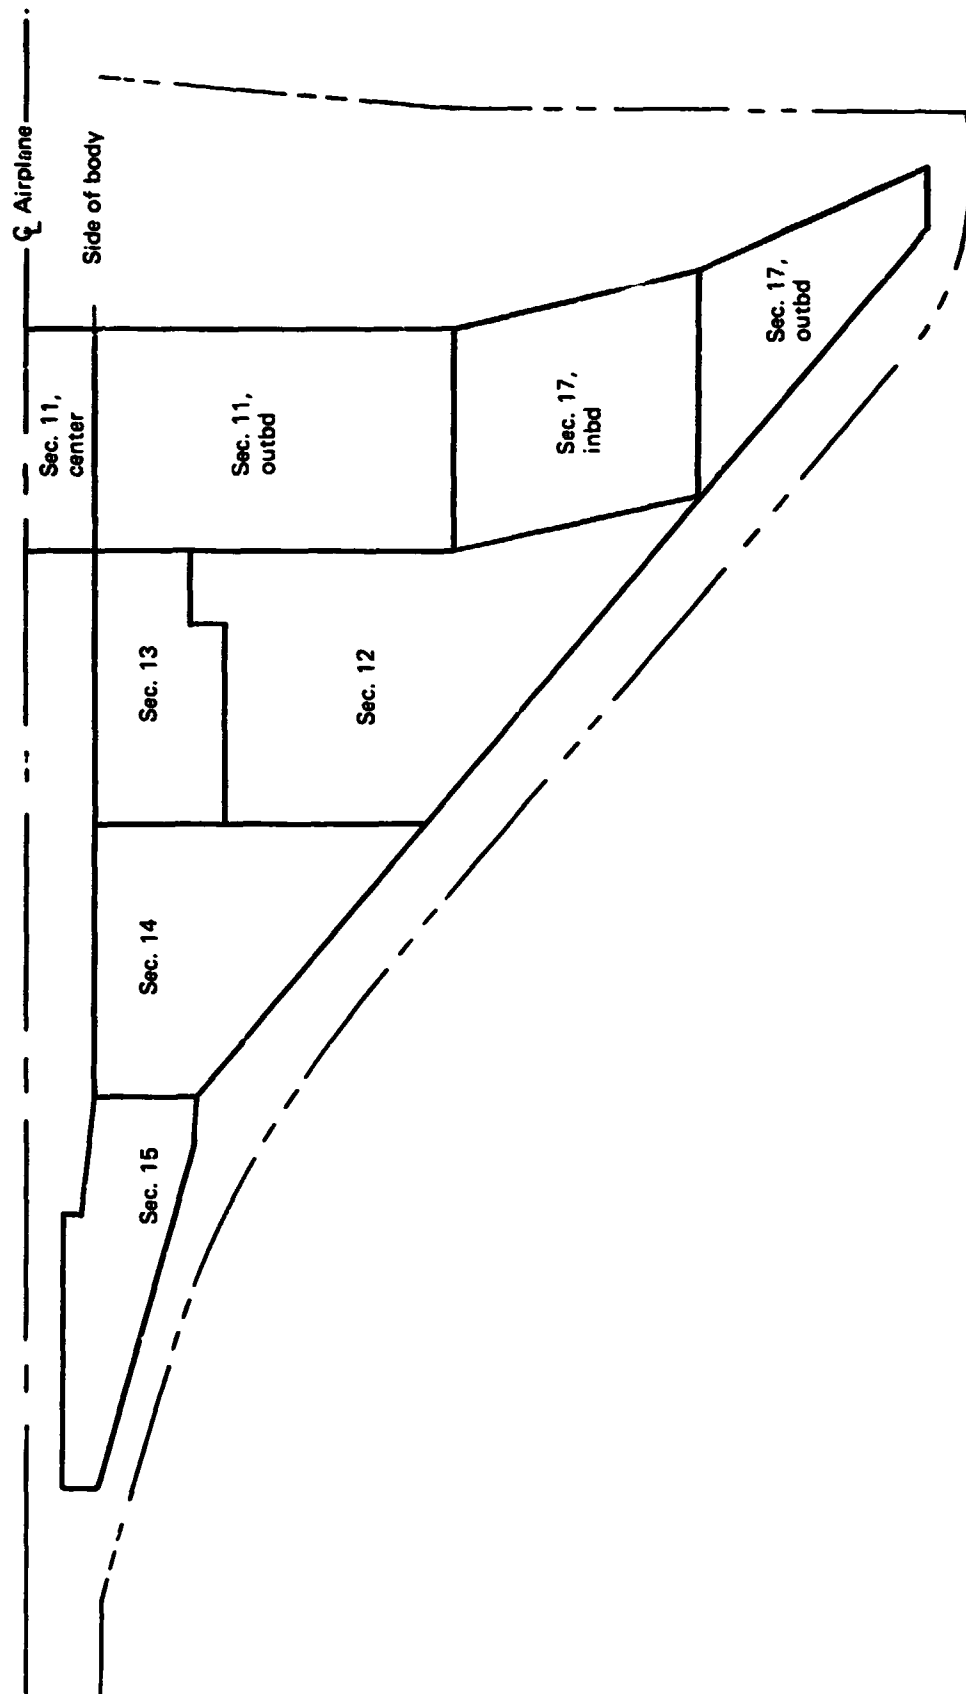 ℄ Airplane
Side of body
Sec. 11,
center
Sec. 11,
outbd
Sec. 17,
inbd
Sec. 17,
outbd
Sec. 13
Sec. 12
Sec. 14
Sec. 15